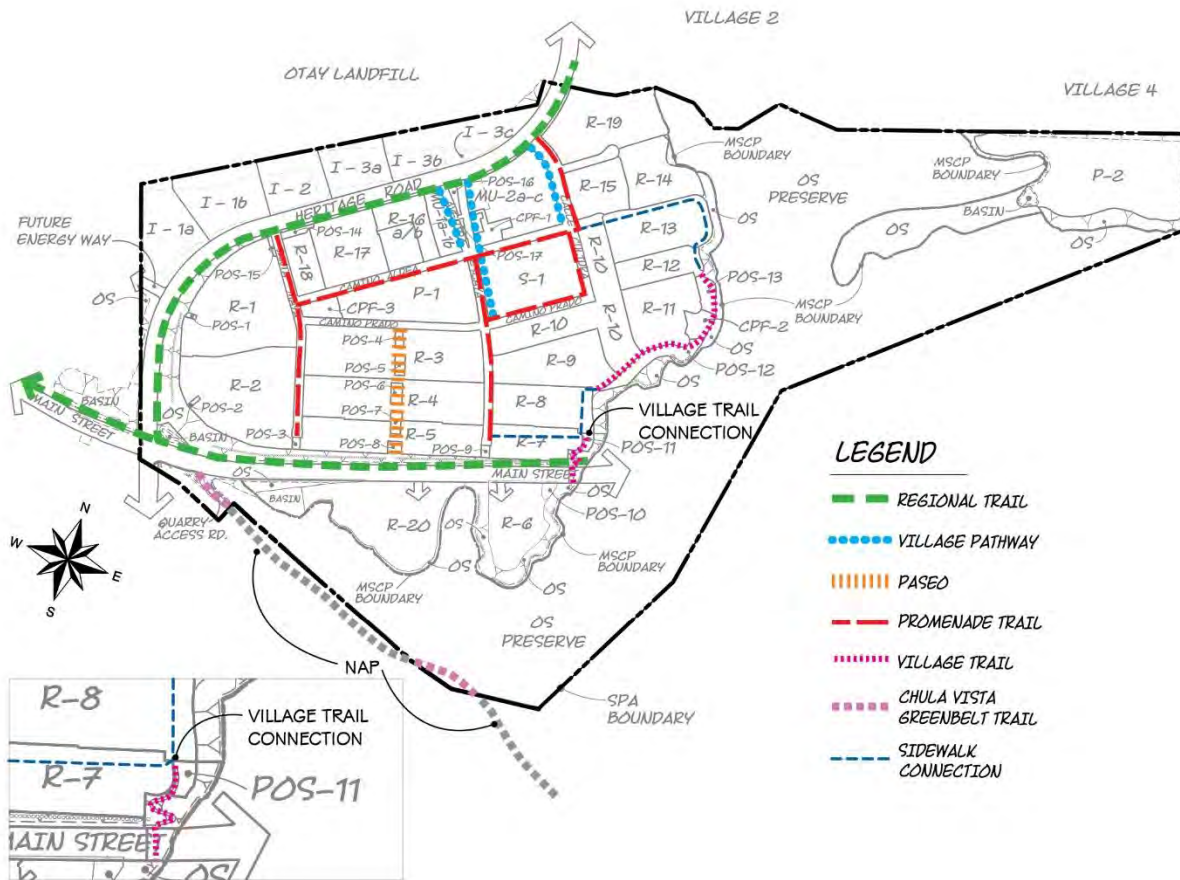 VILLAGE 2
OTAY LANDFILL
VILLAGE 4
I-3c
R-19
I-3b
MSCP
BOUNDARY
I-3a
MSCP
BOUNDARY
P-2
I-2
HERITAGE ROAD
POS-16
MU-2a-c
R-15
R-14
OS
PRESERVE
BASIN
I-1b
MU-1a-1b
CPF-1
OS
OS
I-1a
POS-14
R-16
a/b
R-13
OS
FUTURE
ENERGY WAY
R-18
R-17
POS-17
R-10
R-12
POS-15
CAMINO ALDEA
S-1
POS-13
OS
R-1
P-1
R-11
MSCP
BOUNDARY
CPF-3
CAMINO PRADO
CPF-2
POS-1
CAMINO PRADO
R-10
R-10
OS
POS-4
R-3
R-9
POS-12
POS-5
OS
R-2
POS-6
R-4
R-8
VILLAGE TRAIL
CONNECTION
BASIN
POS-2
POS-7
MAIN STREET
OS
R-5
BASIN
POS-3
POS-8
POS-9
R-7
POS-11
LEGEND
OS
MAIN STREET
OS
BASIN
POS-10
REGIONAL TRAIL
QUARRY
ACCESS RD.
R-20
OS
R-6
N
W
E
S
MSCP
BOUNDARY
VILLAGE PATHWAY
OS
OS
MSCP
BOUNDARY
PASEO
OS
PRESERVE
PROMENADE TRAIL
NAP
VILLAGE TRAIL
SPA
BOUNDARY
CHULA VISTA
GREENBELT TRAIL
R-8
VILLAGE TRAIL
CONNECTION
SIDEWALK
CONNECTION
R-7
POS-11
MAIN STREET
OS